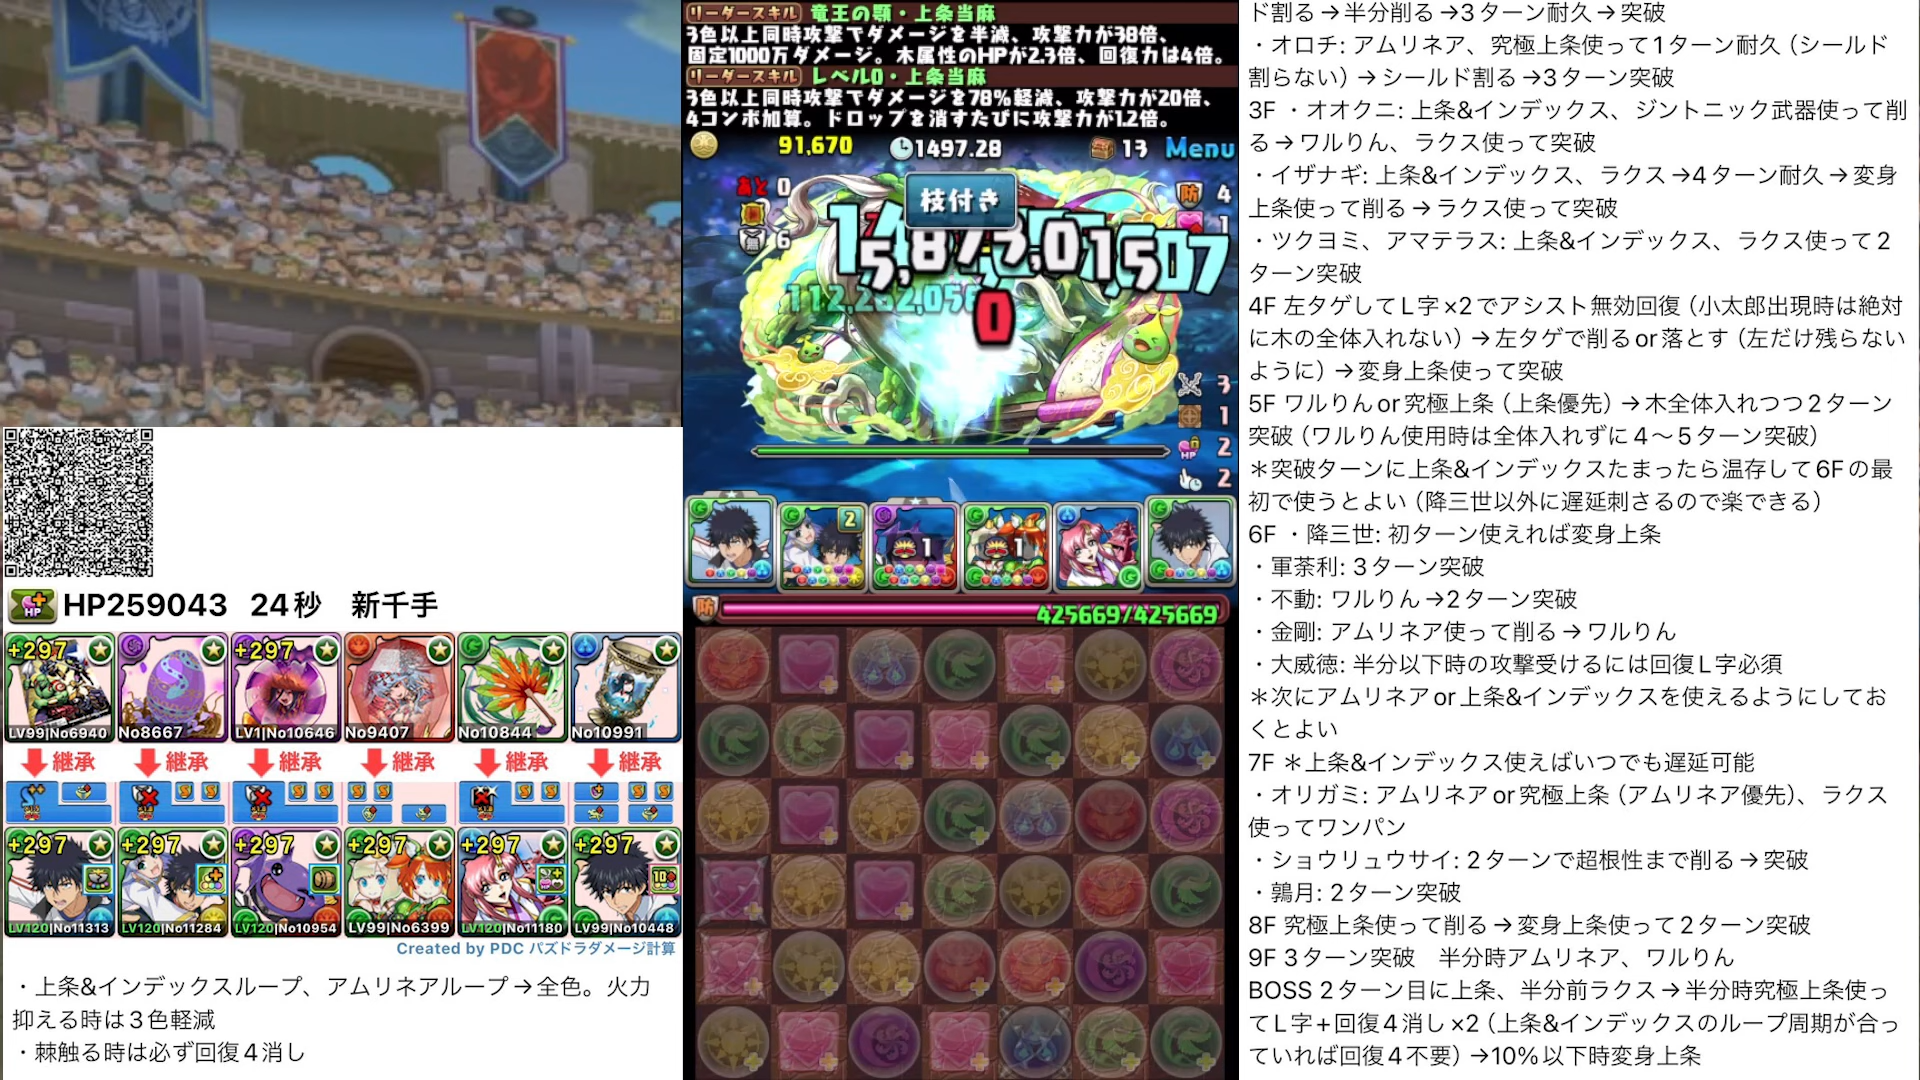 HP259043 24秒 新千手
+297
+297
LV99|No6940
No8667
LV1|No10646
No9407
No10844
No10991
継承
継承
継承
継承
継承
継承
+297
+297
+297
+297
+297
+297
LV120|No11313
LV120|No11284
LV120|No10954
LV99|No6399
LV120|No11180
LV99|No10448
Created by PDC パズドラダメージ計算
・上条&インデックスループ、アムリネアループ→全色。火力
抑える時は3色軽減
・棘触る時は必ず回復4消し
リーダースキル 竜王の顎・上条当麻
3色以上同時攻撃でダメージを半減、攻撃力が38倍、
固定1000万ダメージ。木属性のHPが2.3倍、回復力は4倍。
リーダースキル レベル0・上条当麻
3色以上同時攻撃でダメージを78%軽減、攻撃力が20倍、
4コンボ加算。ドロップを消すたびに攻撃力が1.2倍。
91,670
1497.28
13
Menu
あと 0
枝付き
防 4
1
無 6
0
3
1
HP 2
2
2
1
1
防
425669/425669
ド割る→半分削る→3ターン耐久→突破
・オロチ: アムリネア、究極上条使って1ターン耐久（シールド
割らない）→シールド割る→3ターン突破
3F ・オオクニ: 上条&インデックス、ジントニック武器使って削
る→ワルりん、ラクス使って突破
・イザナギ: 上条&インデックス、ラクス→4ターン耐久→変身
上条使って削る→ラクス使って突破
・ツクヨミ、アマテラス: 上条&インデックス、ラクス使って2
ターン突破
4F 左タゲしてL字×2でアシスト無効回復（小太郎出現時は絶対
に木の全体入れない）→左タゲで削るor落とす（左だけ残らない
ように）→変身上条使って突破
5F ワルりんor究極上条（上条優先）→木全体入れつつ2ターン
突破（ワルりん使用時は全体入れずに4〜5ターン突破）
＊突破ターンに上条&インデックスたまったら温存して6Fの最
初で使うとよい（降三世以外に遅延刺さるので楽できる）
6F ・降三世: 初ターン使えれば変身上条
・軍荼利: 3ターン突破
・不動: ワルりん→2ターン突破
・金剛: アムリネア使って削る→ワルりん
・大威徳: 半分以下時の攻撃受けるには回復L字必須
＊次にアムリネアor上条&インデックスを使えるようにしてお
くとよい
7F ＊上条&インデックス使えばいつでも遅延可能
・オリガミ: アムリネアor究極上条（アムリネア優先）、ラクス
使ってワンパン
・ショウリュウサイ: 2ターンで超根性まで削る→突破
・鶉月: 2ターン突破
8F 究極上条使って削る→変身上条使って2ターン突破
9F 3ターン突破 半分時アムリネア、ワルりん
BOSS 2ターン目に上条、半分前ラクス→半分時究極上条使っ
てL字+回復4消し×2（上条&インデックスのループ周期が合っ
ていれば回復4不要）→10%以下時変身上条